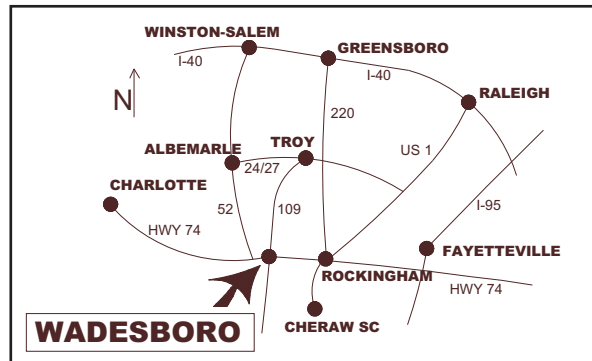 WINSTON-SALEM
GREENSBORO
I-40
I-40
N
RALEIGH
220
TROY
US 1
ALBEMARLE
24/27
CHARLOTTE
I-95
52
109
HWY 74
FAYETTEVILLE
ROCKINGHAM
HWY 74
WADESBORO
CHERAW SC